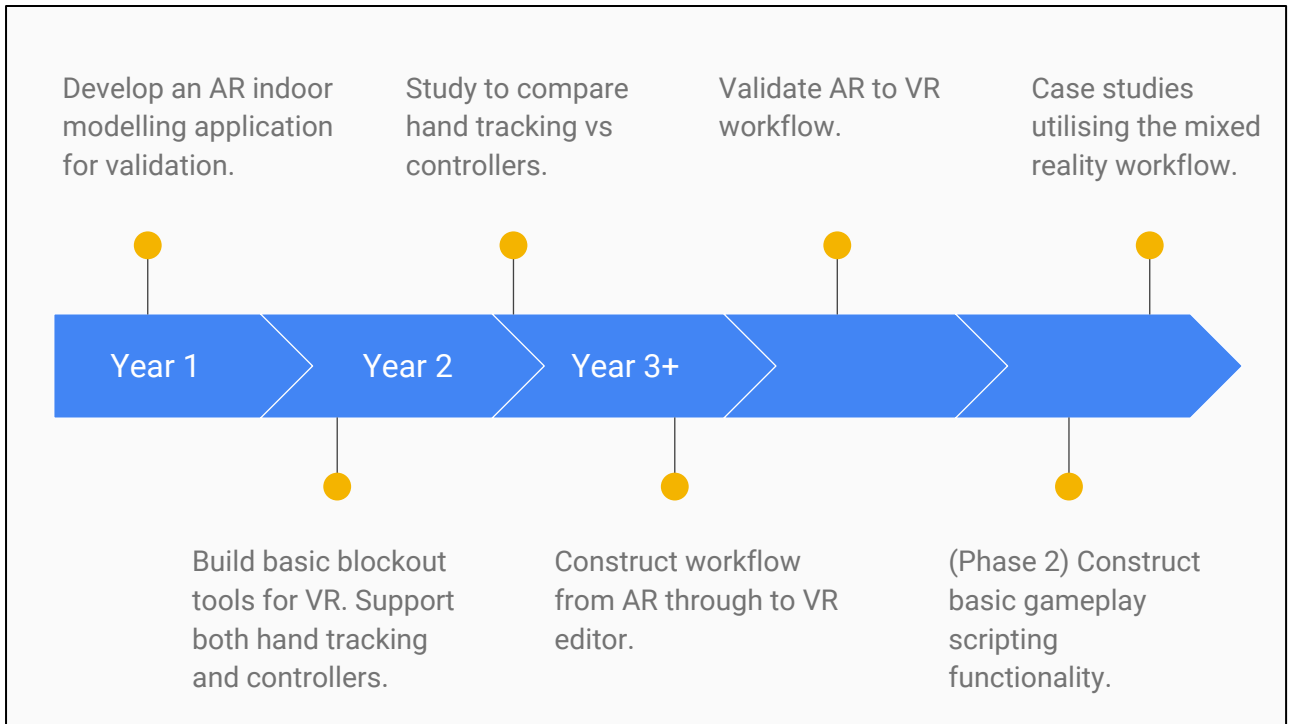 Develop an AR indoor
modelling application
for validation.
Study to compare
hand tracking vs
controllers.
Validate AR to VR
workflow.
Case studies
utilising the mixed
reality workflow.
Year 1
Year 2
Year 3+
Build basic blockout
tools for VR. Support
both hand tracking
and controllers.
Construct workflow
from AR through to VR
editor.
(Phase 2) Construct
basic gameplay
scripting
functionality.